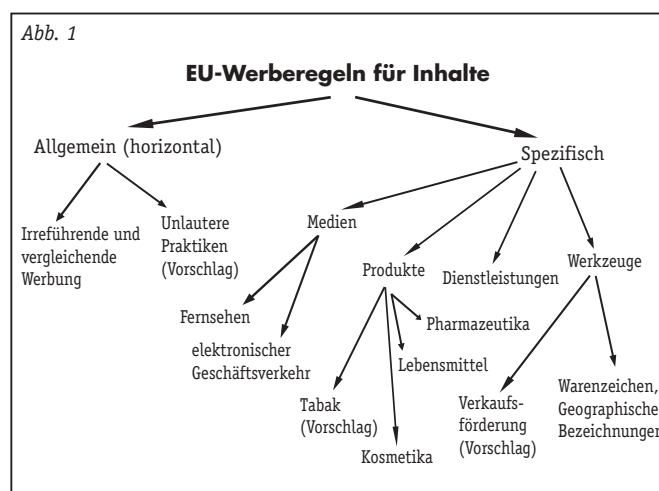 Abb. 1
EU-Werberegeln für Inhalte
Allgemein (horizontal)
Spezifisch
Irreführende und
vergleichende
Werbung
Unlautere
Praktiken
(Vorschlag)
Medien
Produkte
Dienstleistungen
Werkzeuge
Fernsehen
elektronischer
Geschäftsverkehr
Pharmazeutika
Lebensmittel
Tabak
(Vorschlag)
Kosmetika
Verkaufs-
förderung
(Vorschlag)
Warenzeichen,
Geographische
Bezeichnungen